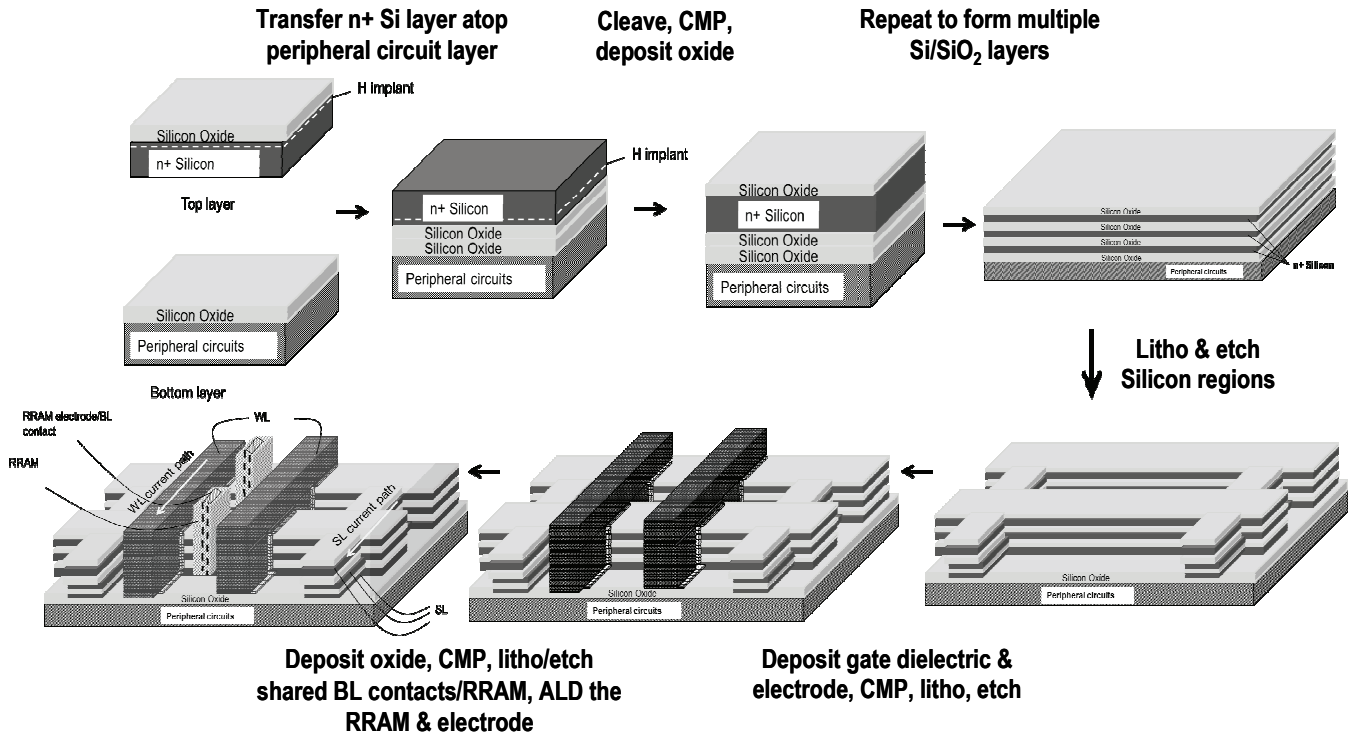 Transfer n+ Si layer atop
peripheral circuit layer
Cleave, CMP,
deposit oxide
Repeat to form multiple
Si/SiO₂ layers
H implant
Silicon Oxide
n+ Silicon
Top layer
Silicon Oxide
Peripheral circuits
Bottom layer
H implant
n+ Silicon
Silicon Oxide
Silicon Oxide
Peripheral circuits
Silicon Oxide
n+ Silicon
Silicon Oxide
Silicon Oxide
Peripheral circuits
Silicon Oxide
Silicon Oxide
Silicon Oxide
Silicon Oxide
n+ Silicon
Peripheral circuits
Litho & etch
Silicon regions
RRAM electrode/BL
contact
RRAM
WL
WL current path
SL current path
SL
Silicon Oxide
Peripheral circuits
Silicon Oxide
Peripheral circuits
Silicon Oxide
Peripheral circuits
Deposit oxide, CMP, litho/etch
shared BL contacts/RRAM, ALD the
RRAM & electrode
Deposit gate dielectric &
electrode, CMP, litho, etch